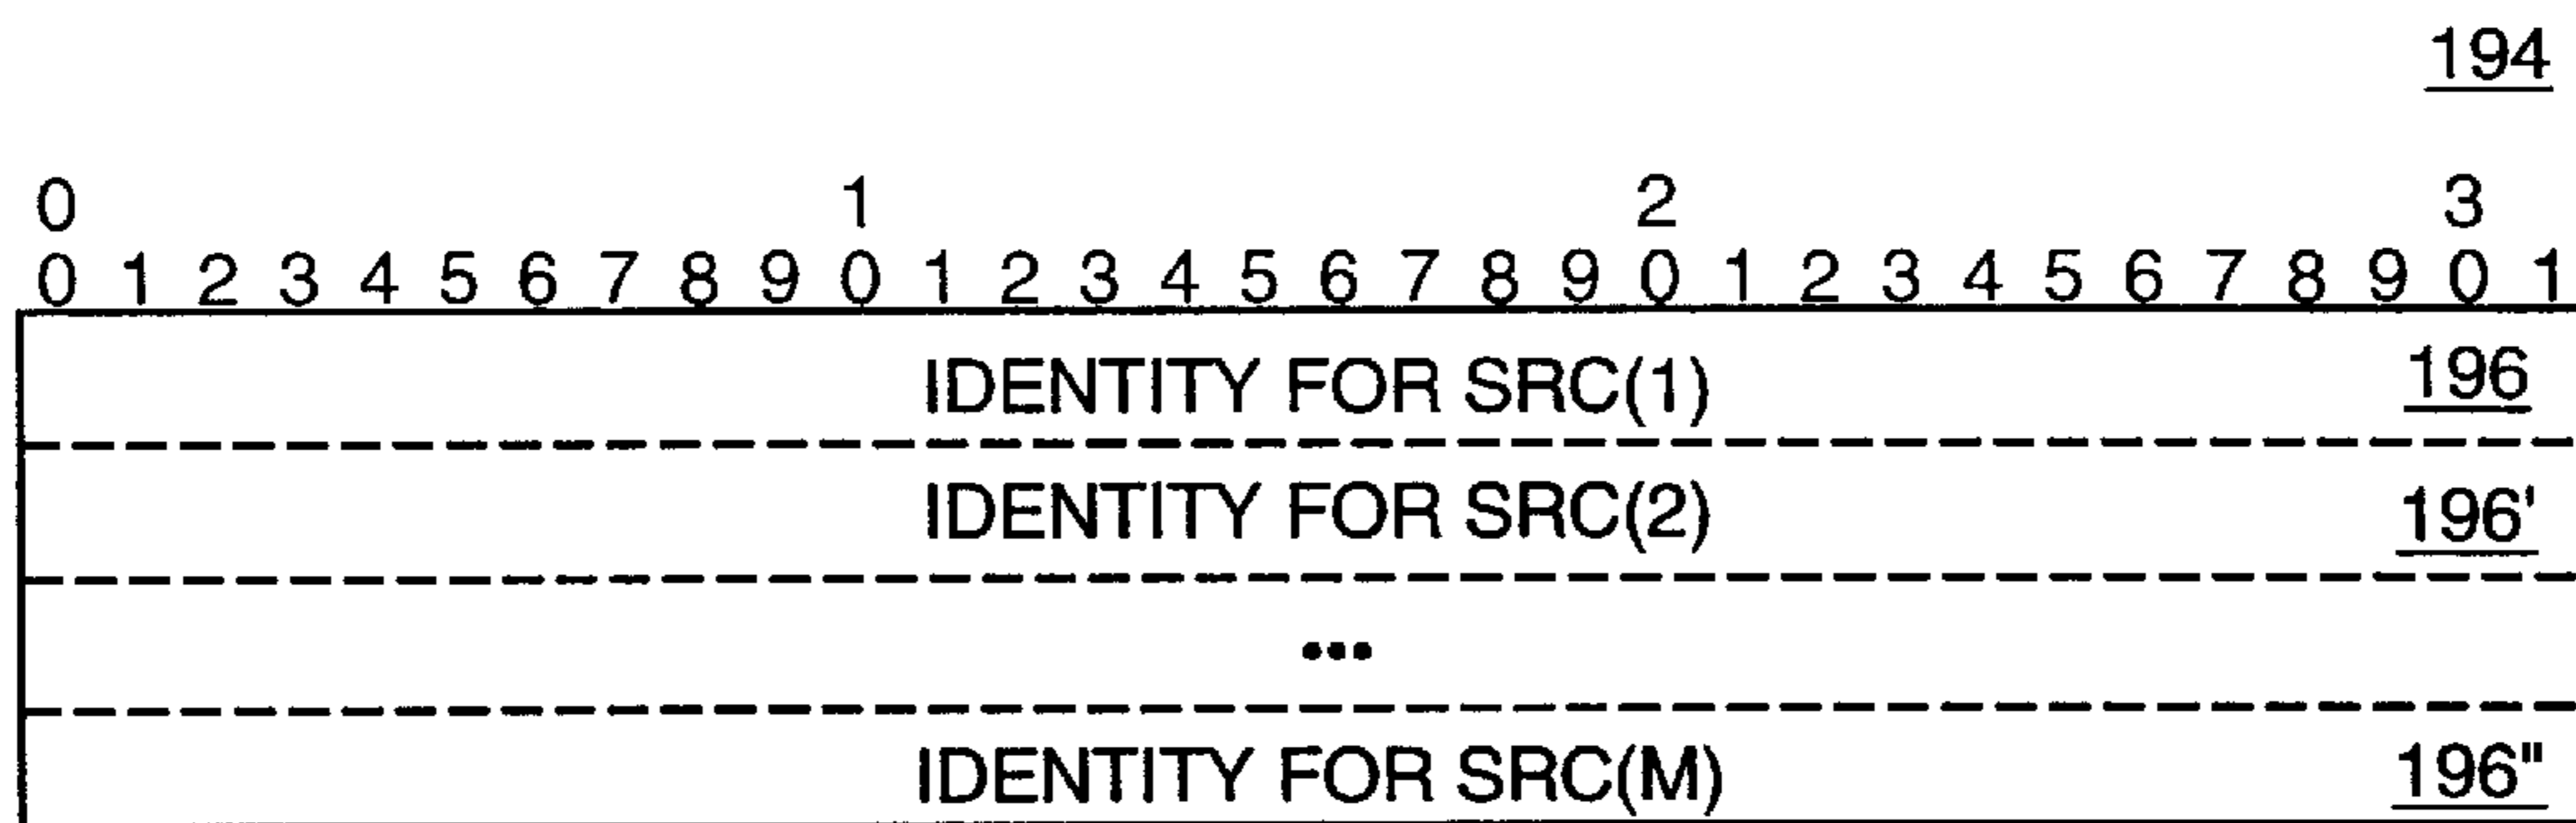 194
0 1 2 3
0 1 2 3 4 5 6 7 8 9 0 1 2 3 4 5 6 7 8 9 0 1 2 3 4 5 6 7 8 9 0 1
IDENTITY FOR SRC(1) 196
IDENTITY FOR SRC(2) 196'
•••
IDENTITY FOR SRC(M) 196"